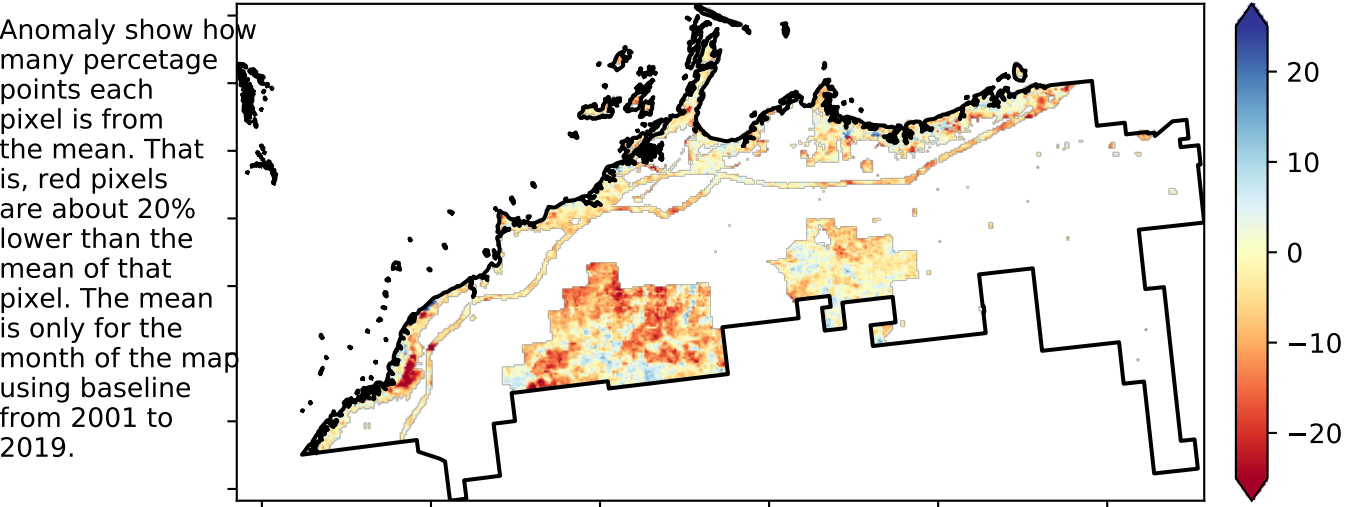 Anomaly show how
many percetage
points each
pixel is from
the mean. That
is, red pixels
are about 20%
lower than the
mean of that
pixel. The mean
is only for the
month of the map
using baseline
from 2001 to
2019.
20
10
0
−10
−20